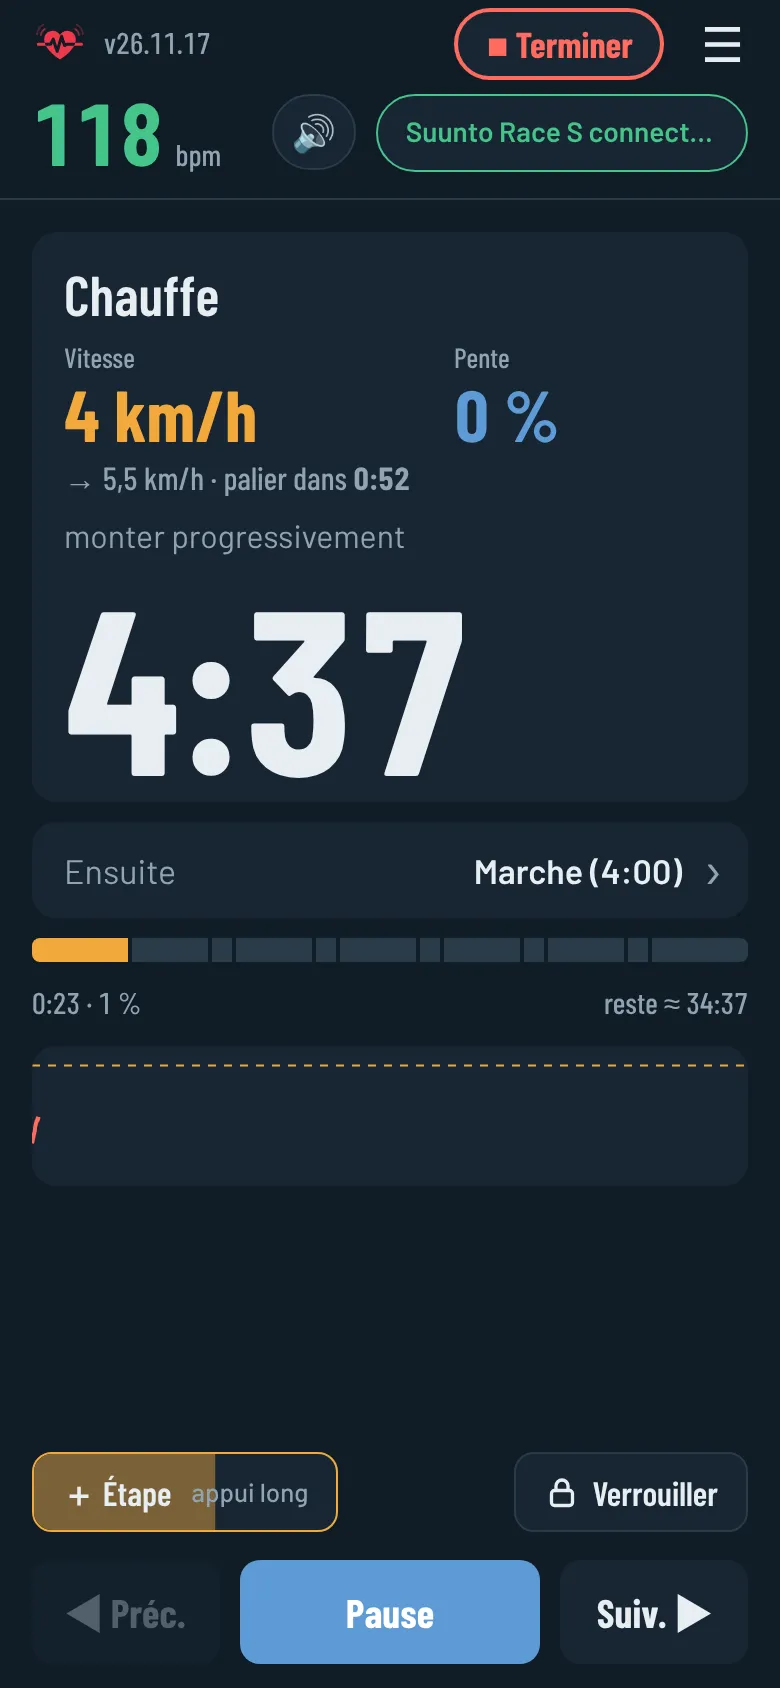 v26.11.17
■ Terminer
118 bpm
Suunto Race S connect...
Chauffe
Vitesse
Pente
4 km/h
0 %
→ 5,5 km/h · palier dans 0:52
monter progressivement
4:37
Ensuite
Marche (4:00) ›
0:23 · 1 %
reste ≈ 34:37
+ Étape appui long
Verrouiller
◀ Préc.
Pause
Suiv. ▶